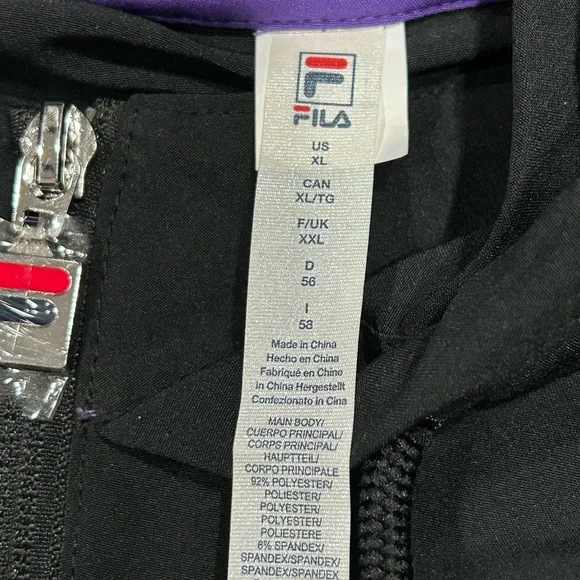 FILA
US
XL
CAN
XL/TG
F/UK
XXL
D
56
I
58
Made in China
Hecho en China
Fabriqué en Chine
in China Hergestellt
Confezionato in Cina
MAIN BODY/
CUERPO PRINCIPAL/
CORPS PRINCIPAL/
HAUPTTEIL/
CORPO PRINCIPALE
92% POLYESTER/
POLIESTER/
POLYESTER/
POLYESTER/
POLIESTERE
8% SPANDEX/
SPANDEX/SPANDEX/
SPANDEX/SPANDEX